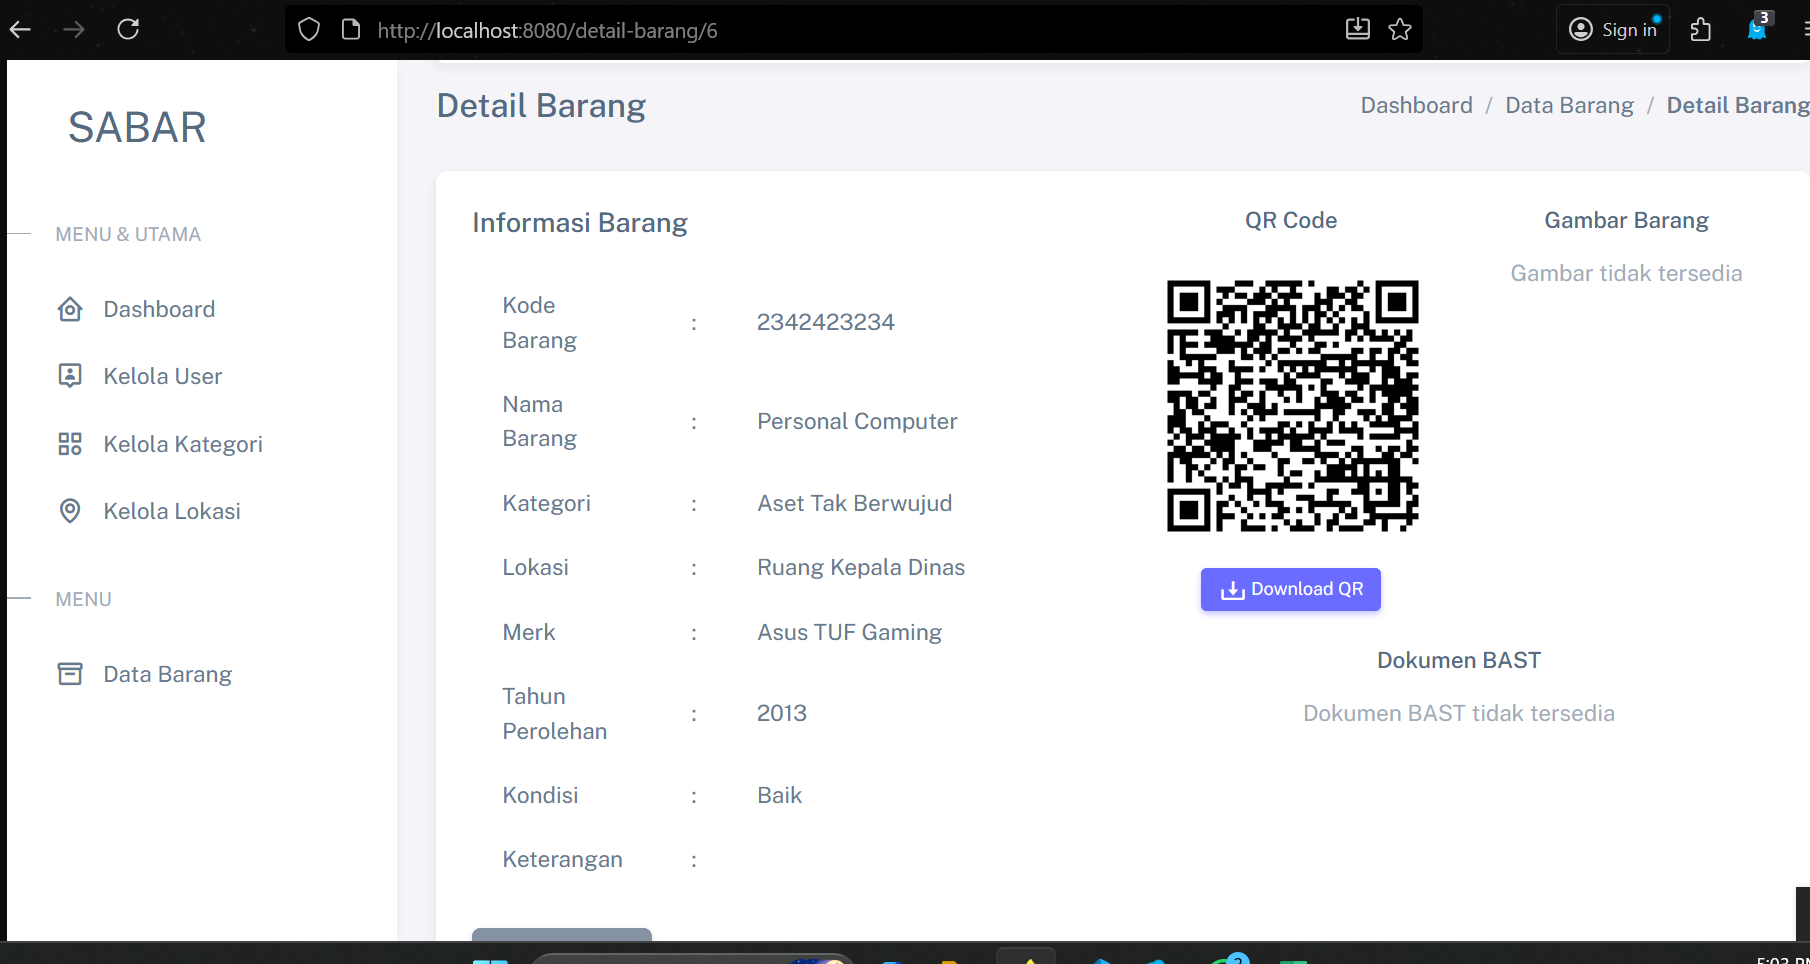 http://localhost:8080/detail-barang/6
Sign in
3
SABAR
MENU & UTAMA
Dashboard
Kelola User
Kelola Kategori
Kelola Lokasi
MENU
Data Barang
Detail Barang
Dashboard / Data Barang / Detail Barang
Informasi Barang
Kode Barang : 2342423234
Nama Barang : Personal Computer
Kategori : Aset Tak Berwujud
Lokasi : Ruang Kepala Dinas
Merk : Asus TUF Gaming
Tahun Perolehan : 2013
Kondisi : Baik
Keterangan :
QR Code
Download QR
Gambar Barang
Gambar tidak tersedia
Dokumen BAST
Dokumen BAST tidak tersedia